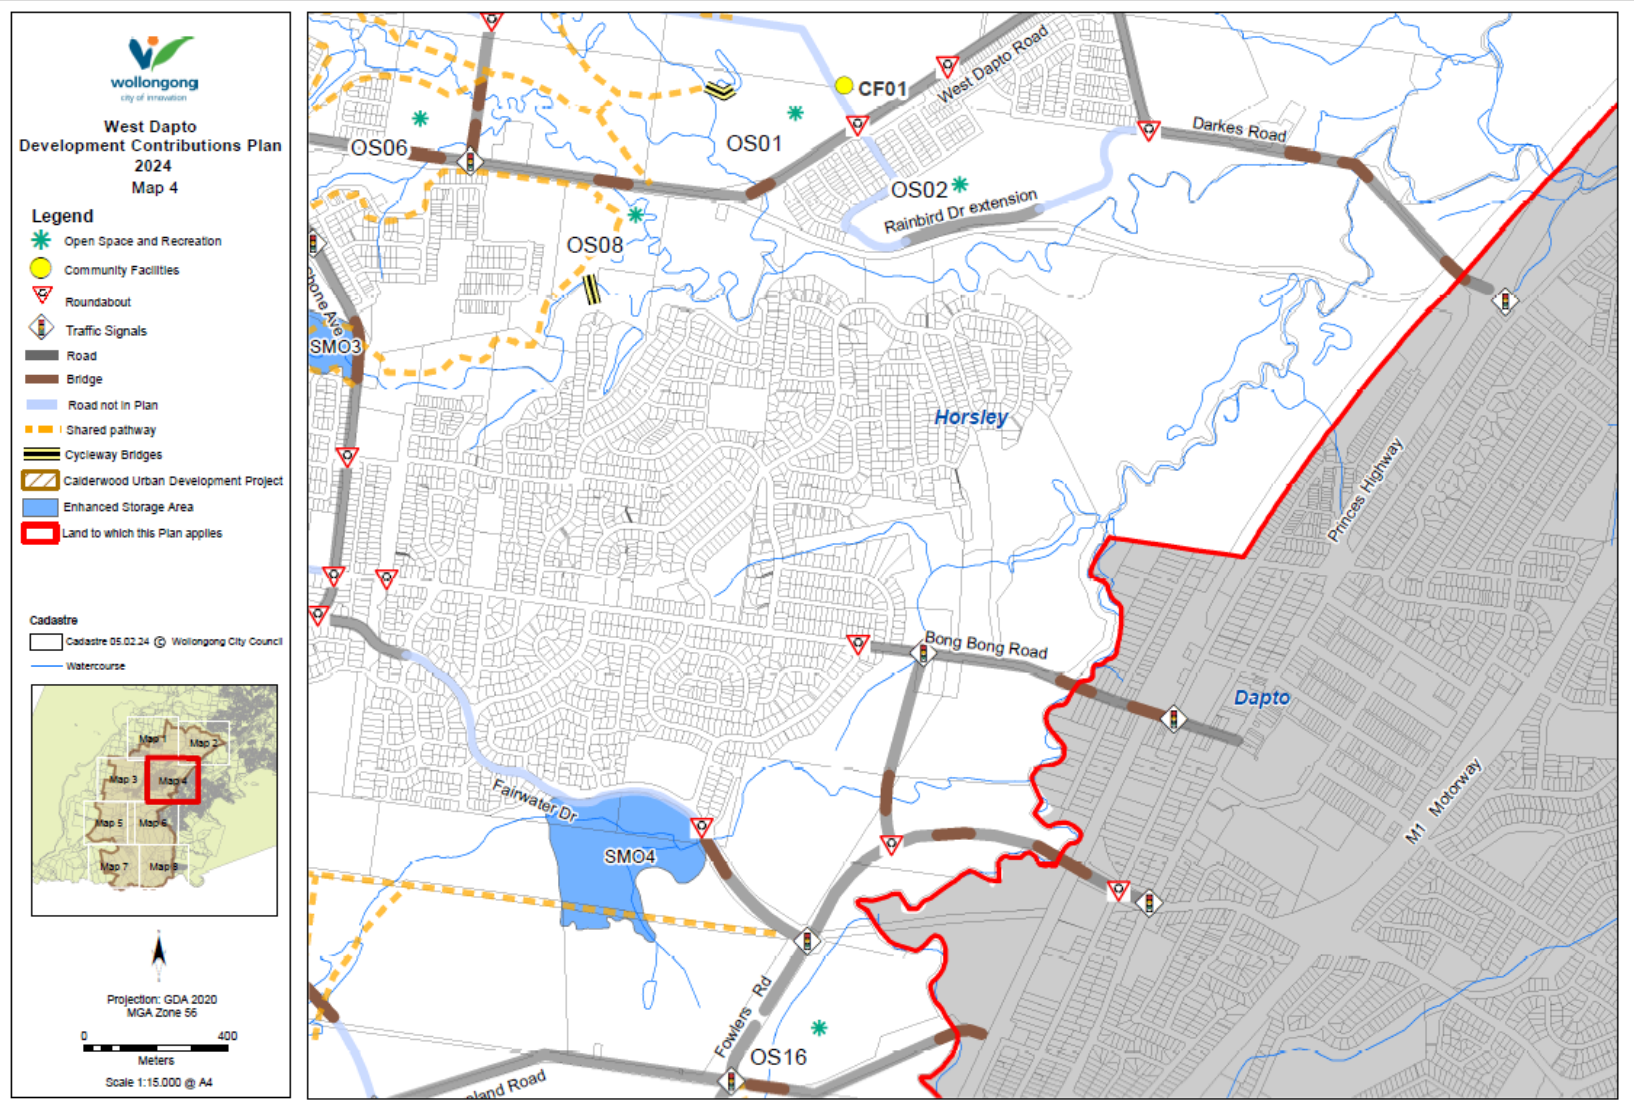 wollongong
city of innovation
West Dapto
Development Contributions Plan
2024
Map 4
Legend
Open Space and Recreation
Community Facilities
Roundabout
Traffic Signals
Road
Bridge
Road not in Plan
Shared pathway
Cycleway Bridges
Calderwood Urban Development Project
Enhanced Storage Area
Land to which this Plan applies
Cadastre
Cadastre 05.02.24 © Wollongong City Council
Watercourse
Map 1
Map 2
Map 3
Map 4
Map 5
Map 6
Map 7
Map 8
Projection: GDA 2020
MGA Zone 56
0 400
Meters
Scale 1:15.000 @ A4
CF01
West Dapto Road
OS01
OS06
Darkes Road
OS02
Rainbird Dr extension
OS08
bone Ave
SMO3
Horsley
Princes Highway
Bong Bong Road
Dapto
Fairwater Dr
M1 Motorway
SMO4
Fowlers Rd
OS16
land Road